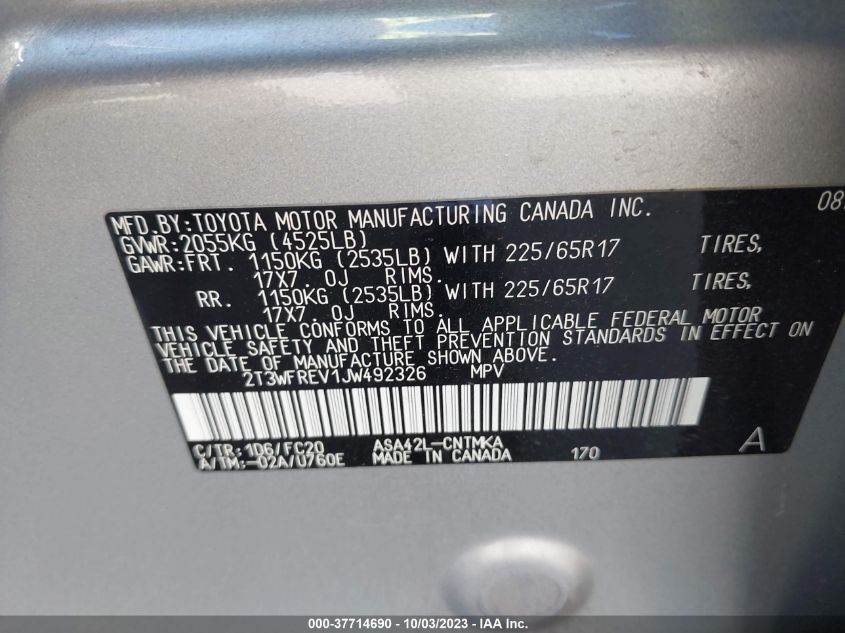 MFD.BY:TOYOTA MOTOR MANUFACTURING CANADA INC. 08
GVWR:2055KG (4525LB)
GAWR:FRT. 1150KG (2535LB) WITH 225/65R17 TIRES,
17X7. 0J RIMS.
RR. 1150KG (2535LB) WITH 225/65R17 TIRES,
17X7. 0J RIMS.
THIS VEHICLE CONFORMS TO ALL APPLICABLE FEDERAL MOTOR
VEHICLE SAFETY AND THEFT PREVENTION STANDARDS IN EFFECT ON
THE DATE OF MANUFACTURE SHOWN ABOVE.
2T3WFREV1JW492326 MPV
C/TR:1D6/FC20 ASA42L-CNTMKA
A/TM:-02A/U760E MADE IN CANADA 170 A
000-37714690 - 10/03/2023 - IAA Inc.